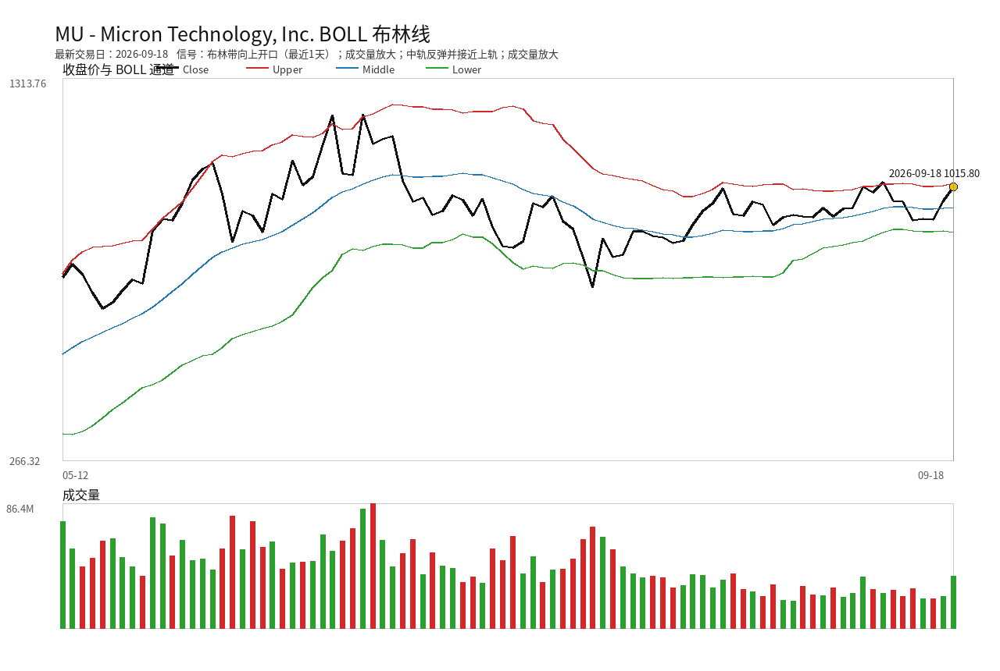 MU - Micron Technology, Inc. BOLL 布林线
最新交易日：2026-09-18 信号：布林带向上开口（最近1天）；成交量放大；中轨反弹并接近上轨；成交量放大
收盘价与 BOLL 通道 Close Upper Middle Lower
1313.76
2026-09-18 1015.80
266.32
05-12 09-18
成交量
86.4M